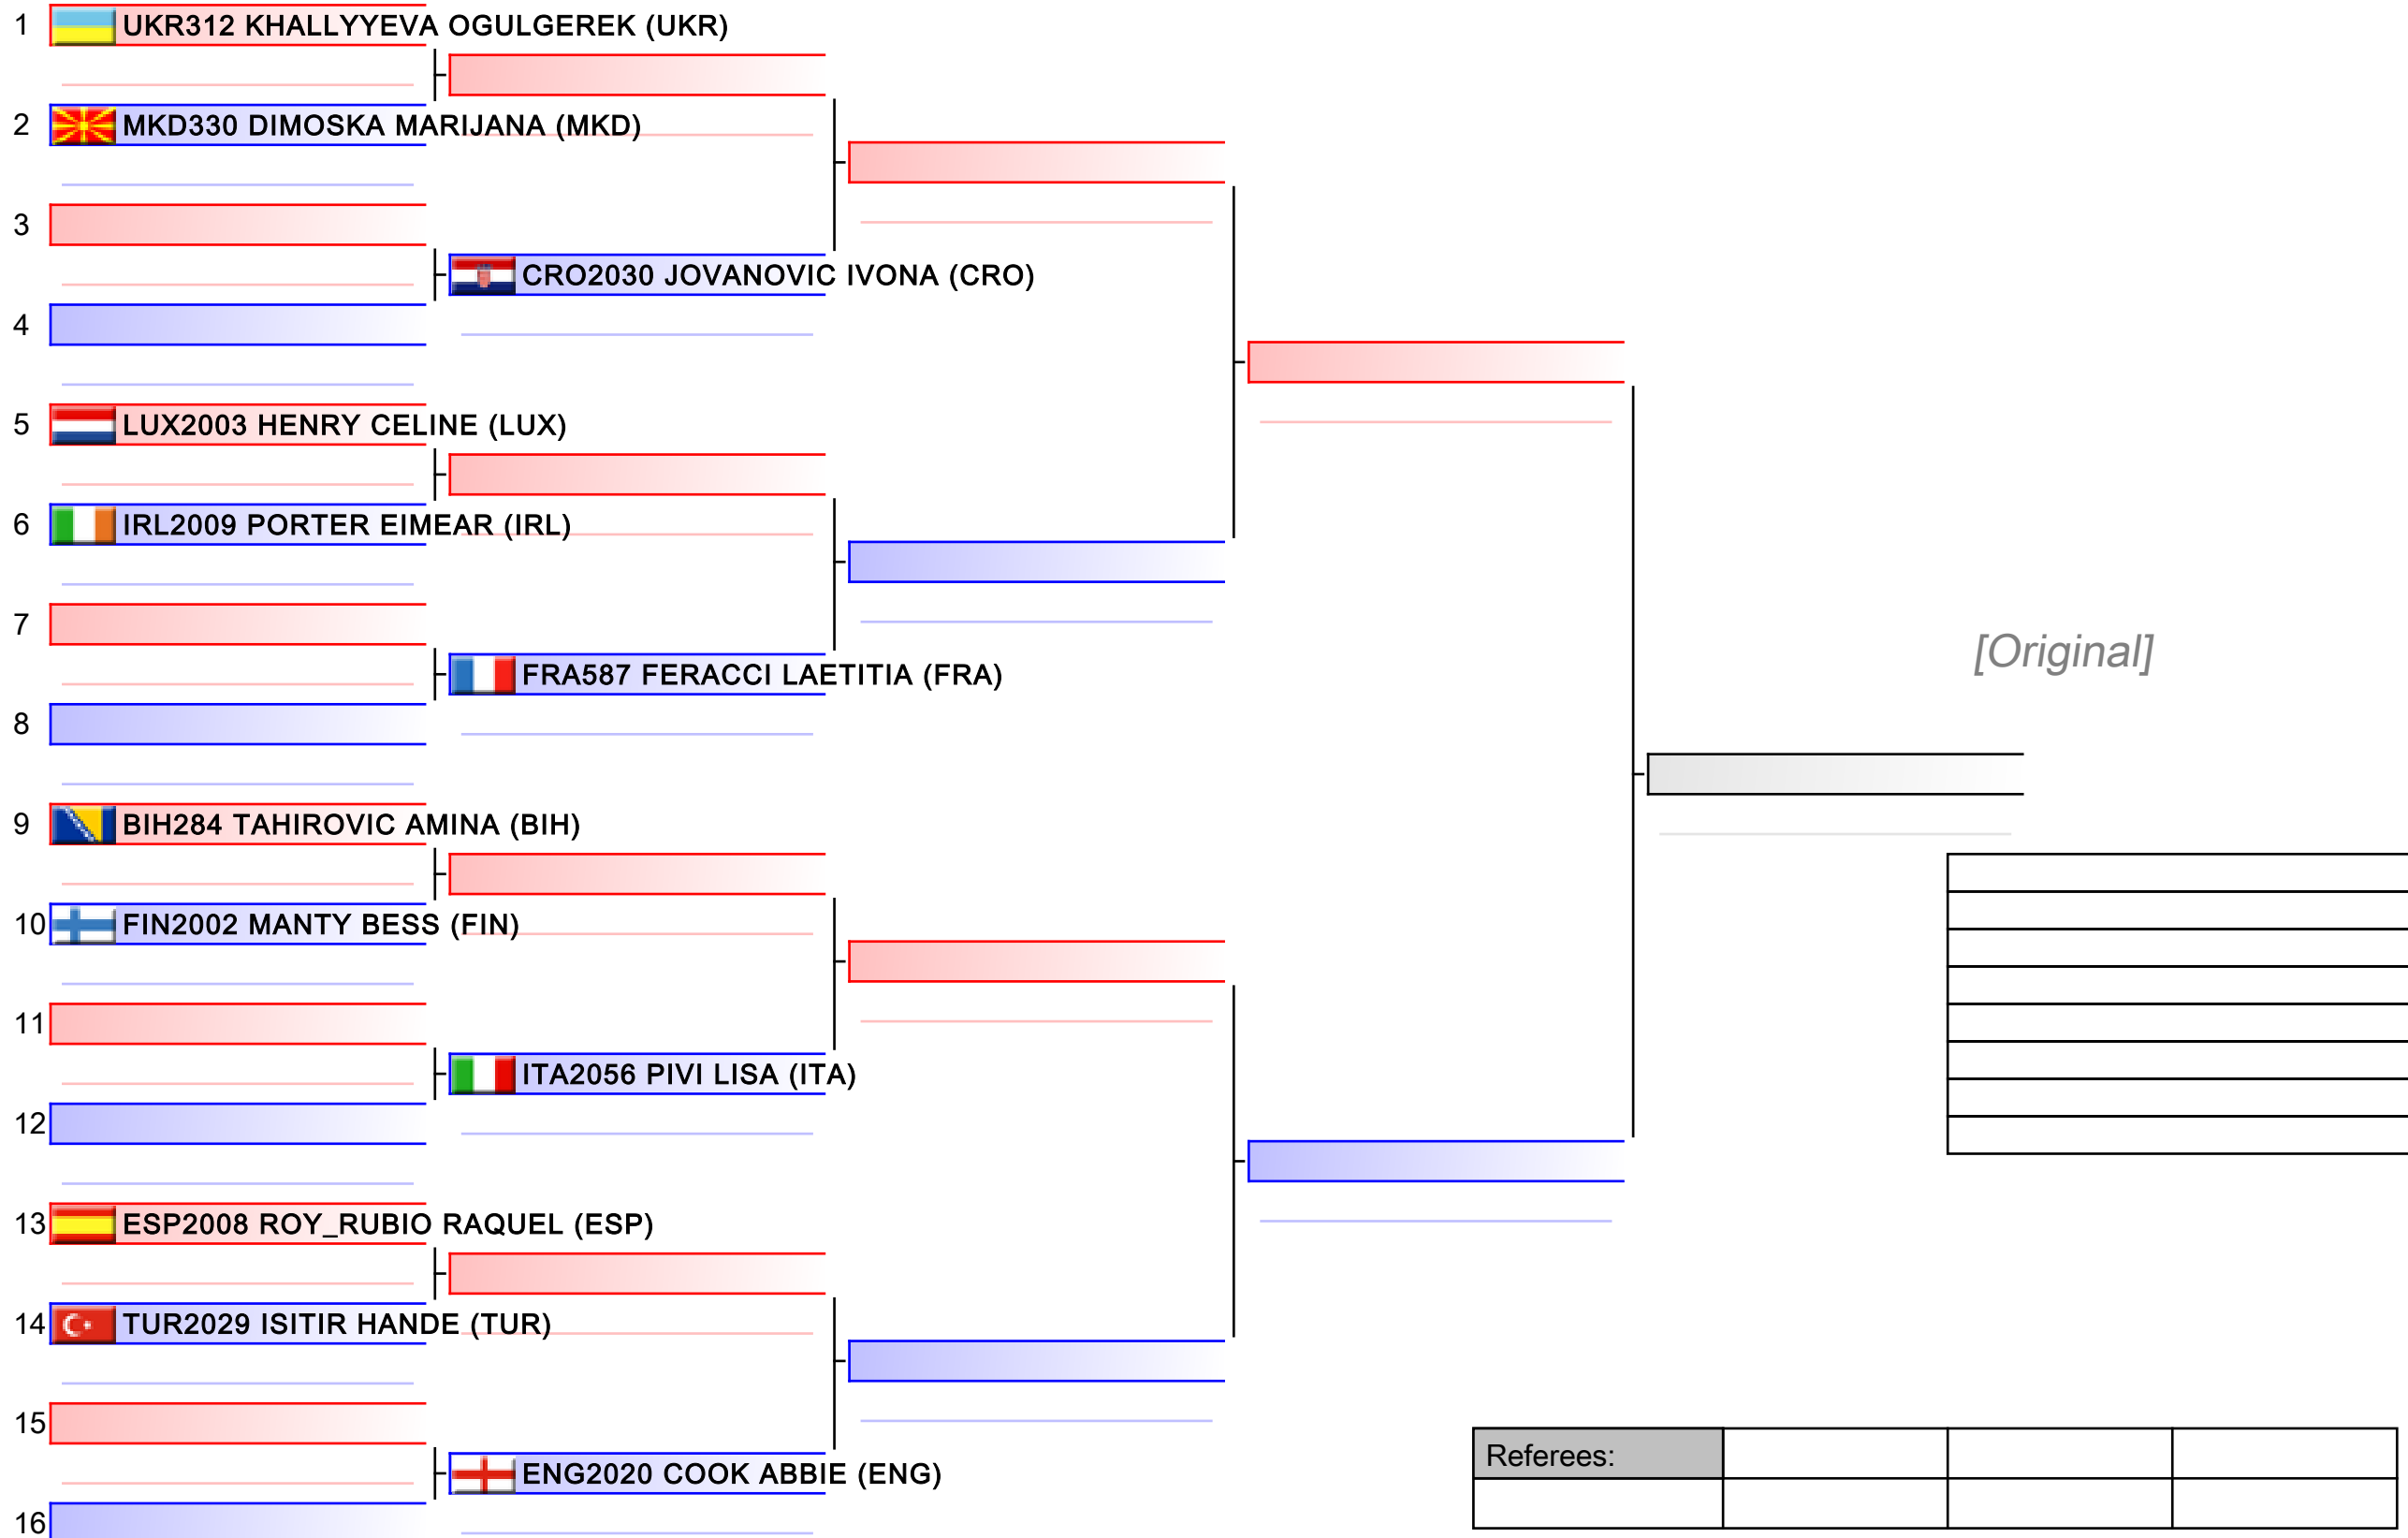 1 UKR312 KHALLYYEVA OGULGEREK (UKR)
2 MKD330 DIMOSKA MARIJANA (MKD)
3
CRO2030 JOVANOVIC IVONA (CRO)
4
5 LUX2003 HENRY CELINE (LUX)
6 IRL2009 PORTER EIMEAR (IRL)
7
[Original]
FRA587 FERACCI LAETITIA (FRA)
8
9 BIH284 TAHIROVIC AMINA (BIH)
10 FIN2002 MANTY BESS (FIN)
11
ITA2056 PIVI LISA (ITA)
12
13 ESP2008 ROY_RUBIO RAQUEL (ESP)
14 TUR2029 ISITIR HANDE (TUR)
15
Referees:
ENG2020 COOK ABBIE (ENG)
16